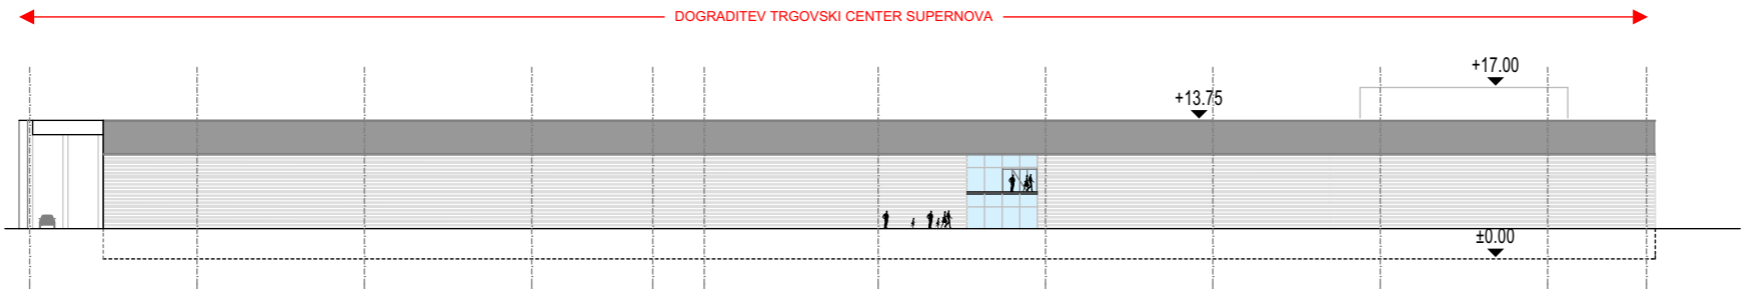 DOGRADITEV TRGOVSKI CENTER SUPERNOVA
+17.00
+13.75
±0.00